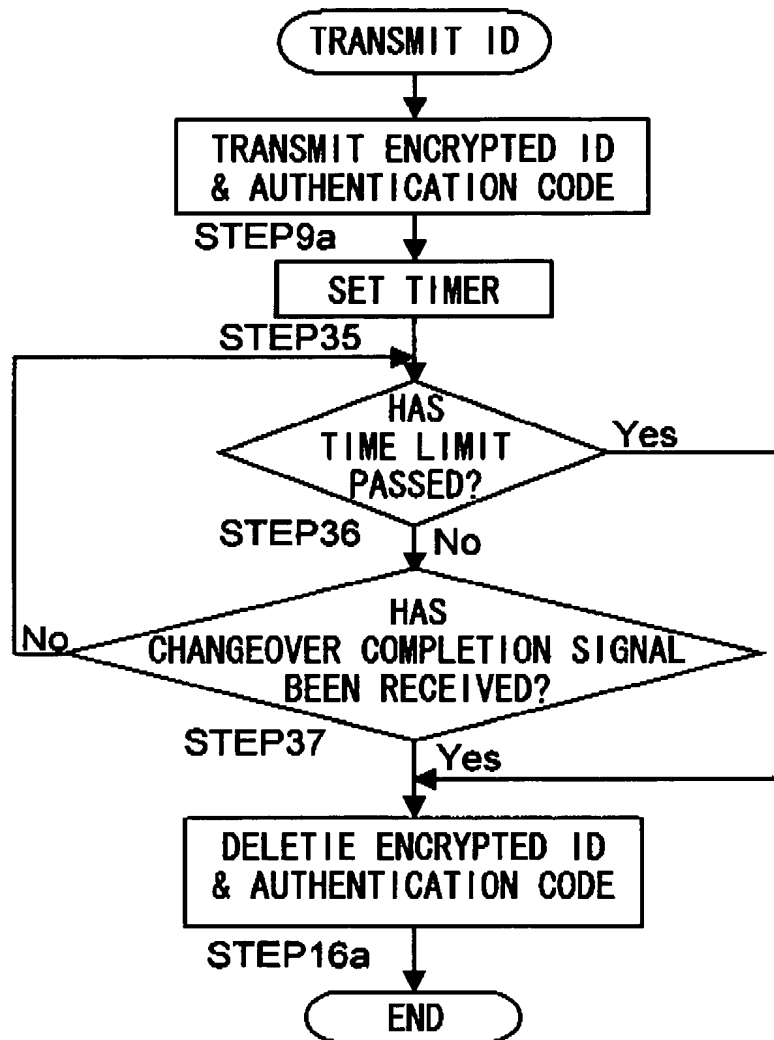 TRANSMIT ID
TRANSMIT ENCRYPTED ID
& AUTHENTICATION CODE
STEP9a
SET TIMER
STEP35
HAS
TIME LIMIT
PASSED?
Yes
STEP36
No
HAS
CHANGEOVER COMPLETION SIGNAL
BEEN RECEIVED?
No
STEP37
Yes
DELETIE ENCRYPTED ID
& AUTHENTICATION CODE
STEP16a
END